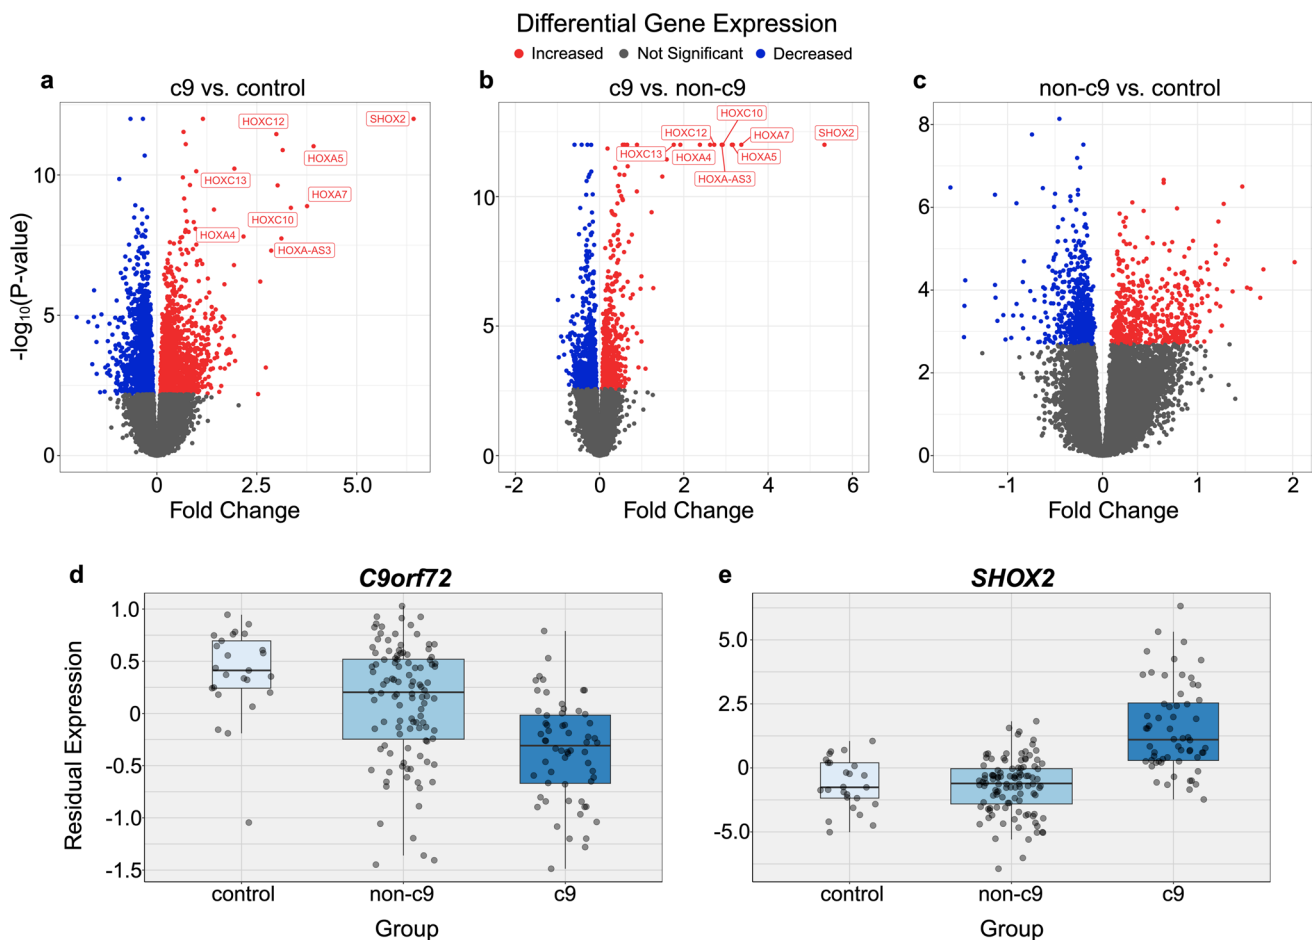 Differential Gene Expression
Increased Not Significant Decreased
a c9 vs. control
b c9 vs. non-c9
c non-c9 vs. control
-log10(P-value)
10
5
0
HOXC12
SHOX2
HOXA5
HOXC13
HOXA7
HOXC10
HOXA4
HOXA-AS3
0 2.5 5.0
Fold Change
10
5
0
HOXC10
HOXC12
HOXA7
SHOX2
HOXC13
HOXA4
HOXA5
HOXA-AS3
-2 0 2 4 6
Fold Change
8
6
4
2
0
-1 0 1 2
Fold Change
d C9orf72
Residual Expression
1.0
0.5
0
-0.5
-1.0
-1.5
control non-c9 c9
Group
e SHOX2
5.0
2.5
0
-5.0
control non-c9 c9
Group